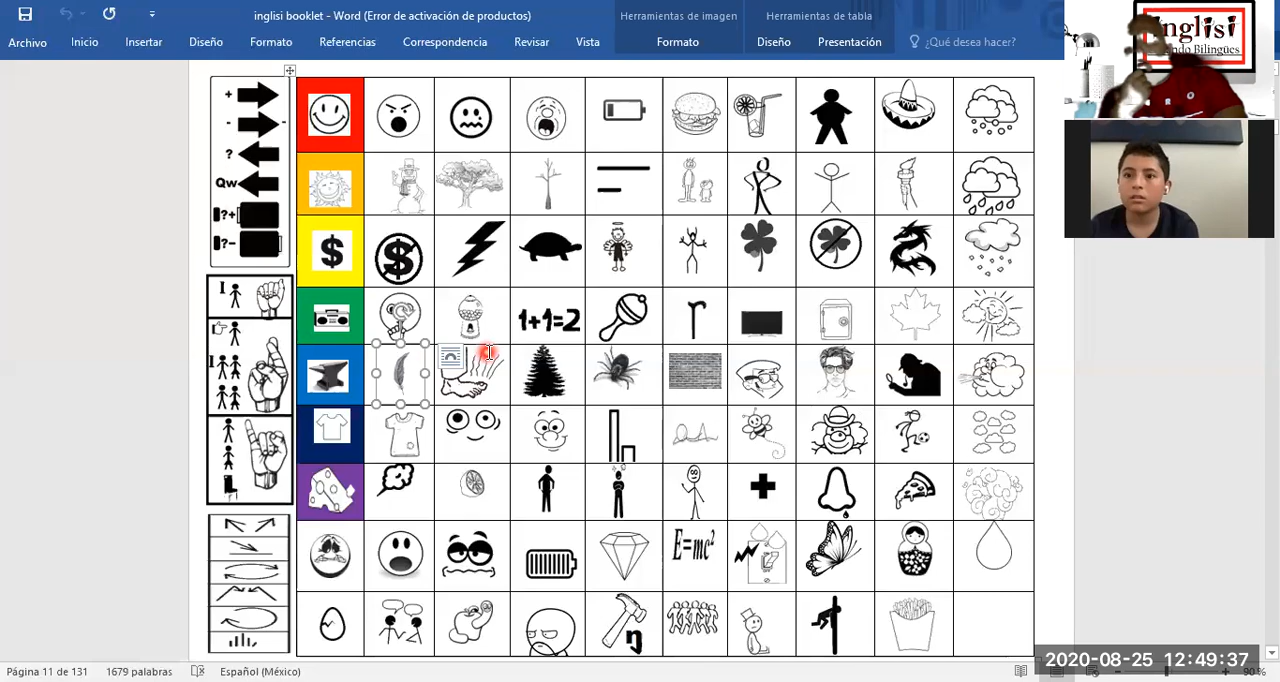 inglisi booklet - Word (Error de activación de productos)
Herramientas de imagen
Herramientas de tabla
Archivo
Inicio
Insertar
Diseño
Formato
Referencias
Correspondencia
Revisar
Vista
Formato
Diseño
Presentación
¿Qué desea hacer?
inglisi
ndo Bilingües
+
-
-
?
Qw
?+
?-
I
I
$
$
1+1=2
r
E=mc²
n
Página 11 de 131
1679 palabras
Español (México)
2020-08-25 12:49:37
90 %